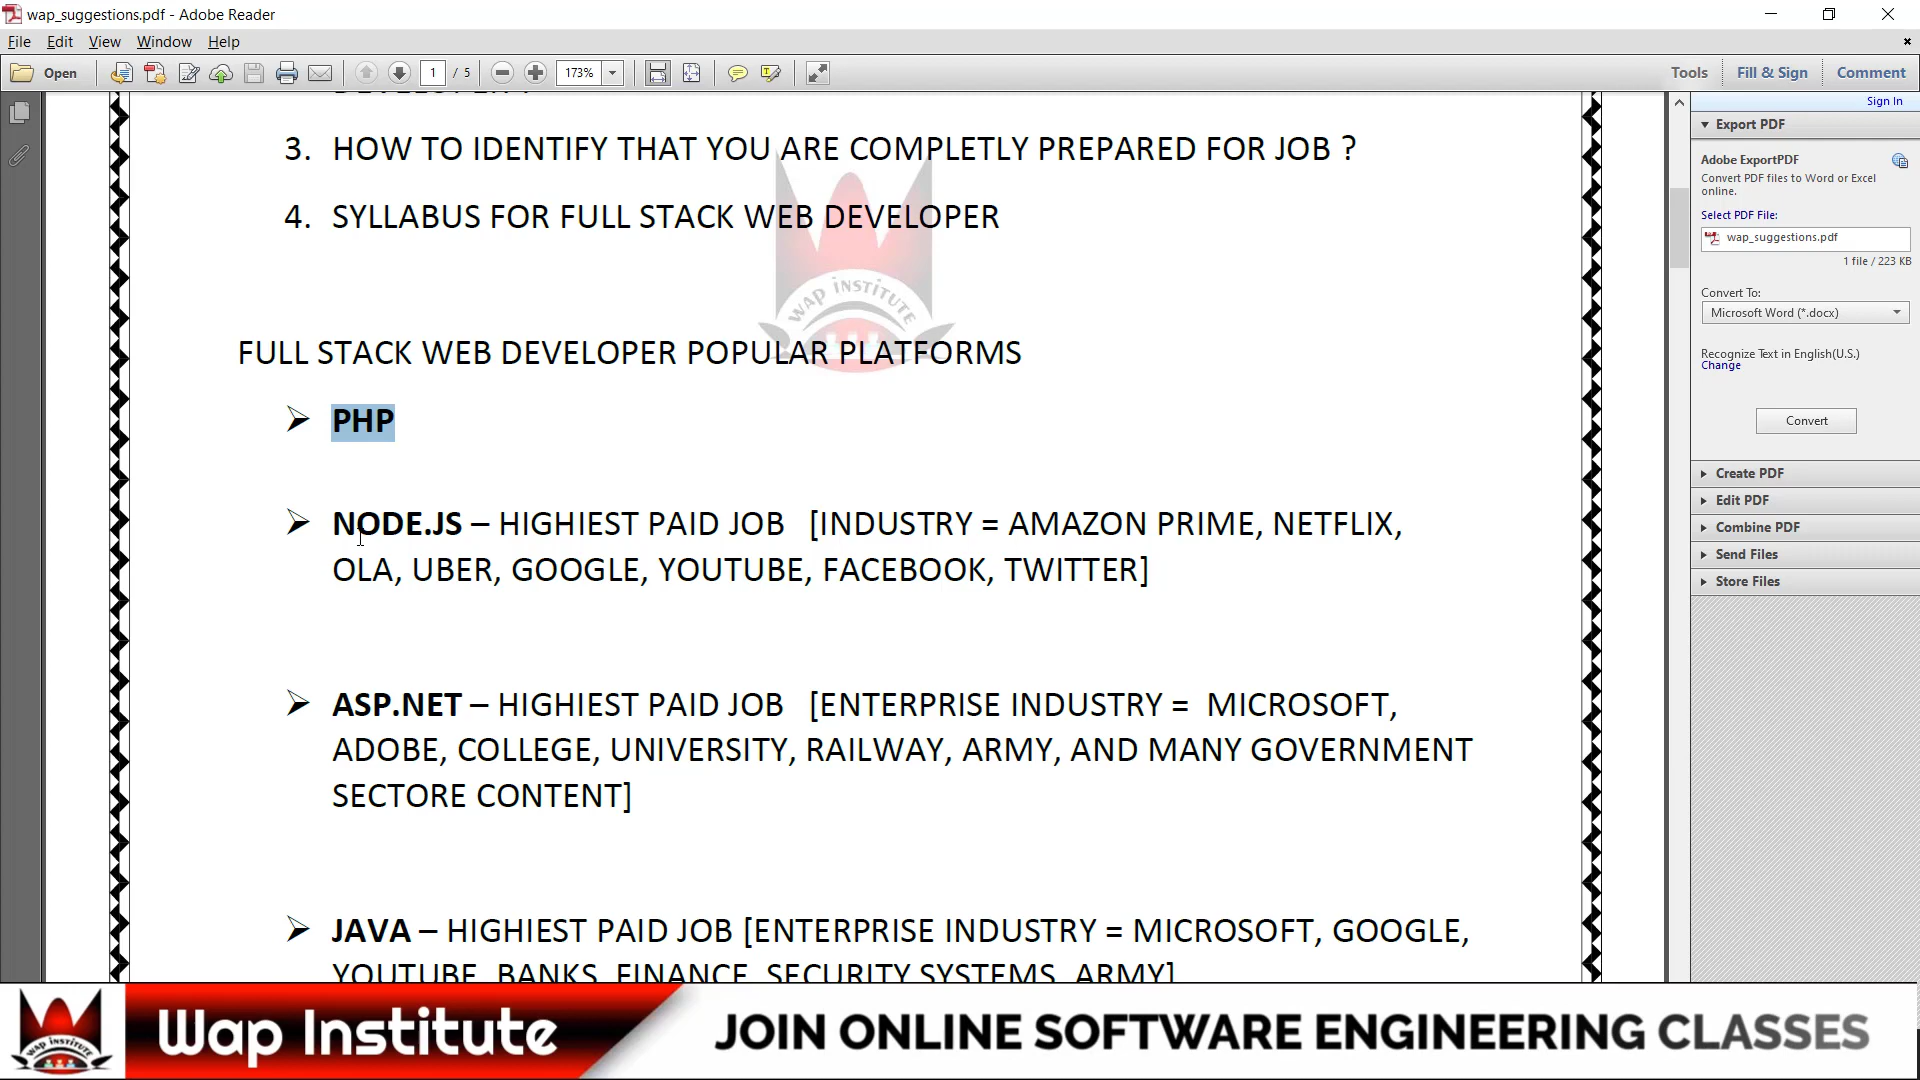 wap_suggestions.pdf - Adobe Reader
File Edit View Window Help
Open 1 / 5 173% Tools Fill & Sign Comment
3. HOW TO IDENTIFY THAT YOU ARE COMPLETLY PREPARED FOR JOB ?
4. SYLLABUS FOR FULL STACK WEB DEVELOPER
WAP INSTITUTE
FULL STACK WEB DEVELOPER POPULAR PLATFORMS
➢ PHP
➢ NODE.JS – HIGHIEST PAID JOB [INDUSTRY = AMAZON PRIME, NETFLIX,
OLA, UBER, GOOGLE, YOUTUBE, FACEBOOK, TWITTER]
➢ ASP.NET – HIGHIEST PAID JOB [ENTERPRISE INDUSTRY = MICROSOFT,
ADOBE, COLLEGE, UNIVERSITY, RAILWAY, ARMY, AND MANY GOVERNMENT
SECTORE CONTENT]
➢ JAVA – HIGHIEST PAID JOB [ENTERPRISE INDUSTRY = MICROSOFT, GOOGLE,
YOUTUBE, BANKS, FINANCE, SECURITY SYSTEMS, ARMY]
Sign In
Export PDF
Adobe ExportPDF
Convert PDF files to Word or Excel
online.
Select PDF File:
wap_suggestions.pdf
1 file / 223 KB
Convert To:
Microsoft Word (*.docx)
Recognize Text in English(U.S.)
Change
Convert
Create PDF
Edit PDF
Combine PDF
Send Files
Store Files
WAP INSTITUTE
Wap Institute
JOIN ONLINE SOFTWARE ENGINEERING CLASSES